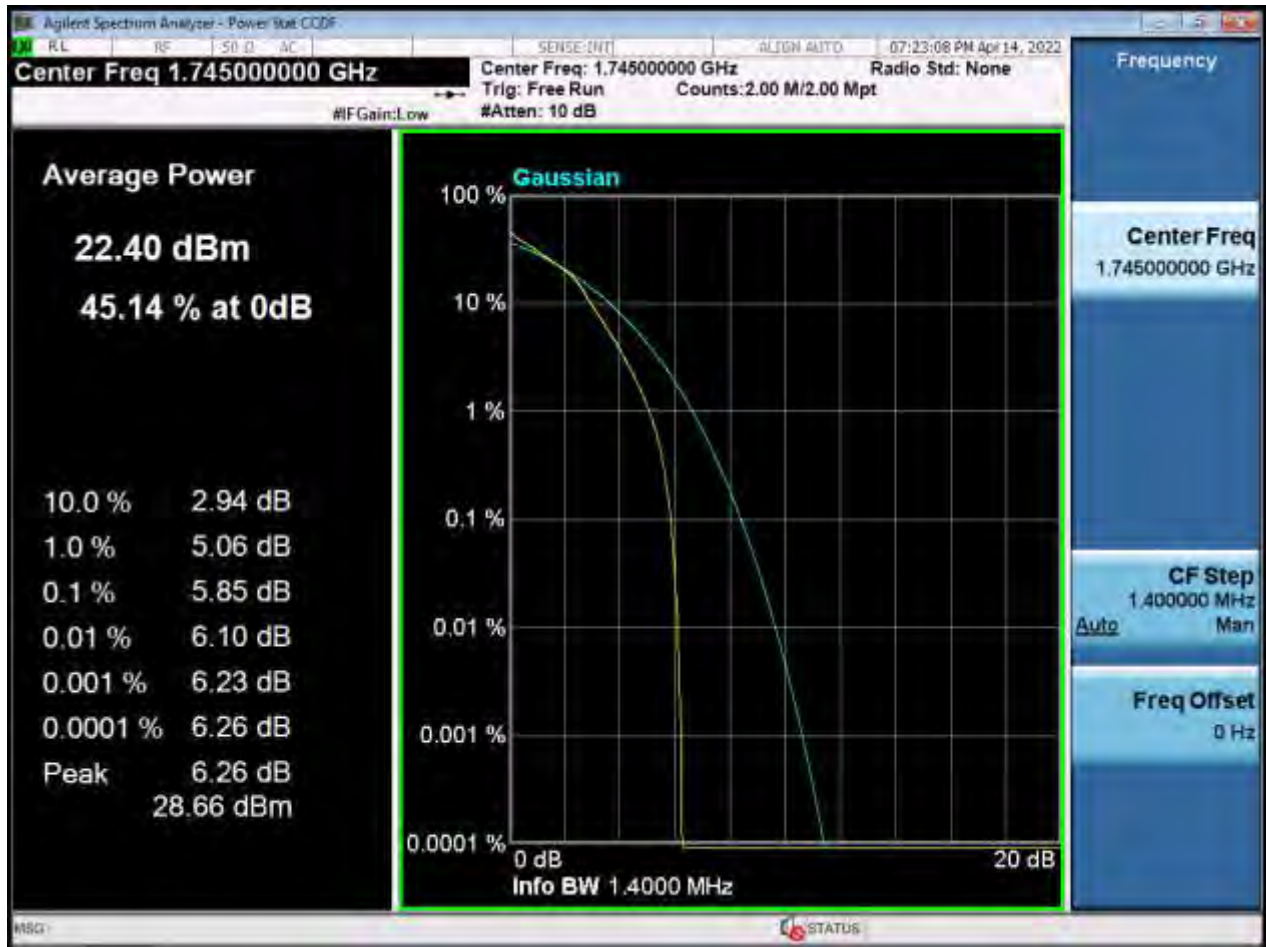 Agilent Spectrum Analyzer - Power Stat CCDF
RL RF 50 Ω AC SENSE:INT ALIGN AUTO 07:23:08 PM Apr 14, 2022
Center Freq 1.745000000 GHz
Center Freq: 1.745000000 GHz Radio Std: None
Trig: Free Run Counts:2.00 M/2.00 Mpt
#IFGain:Low #Atten: 10 dB
Average Power
22.40 dBm
45.14 % at 0dB
10.0 % 2.94 dB
1.0 % 5.06 dB
0.1 % 5.85 dB
0.01 % 6.10 dB
0.001 % 6.23 dB
0.0001 % 6.26 dB
Peak 6.26 dB
28.66 dBm
Gaussian
100 %
10 %
1 %
0.1 %
0.01 %
0.001 %
0.0001 %
0 dB 20 dB
Info BW 1.4000 MHz
Frequency
Center Freq
1.745000000 GHz
CF Step
1.400000 MHz
Auto Man
Freq Offset
0 Hz
MSG STATUS